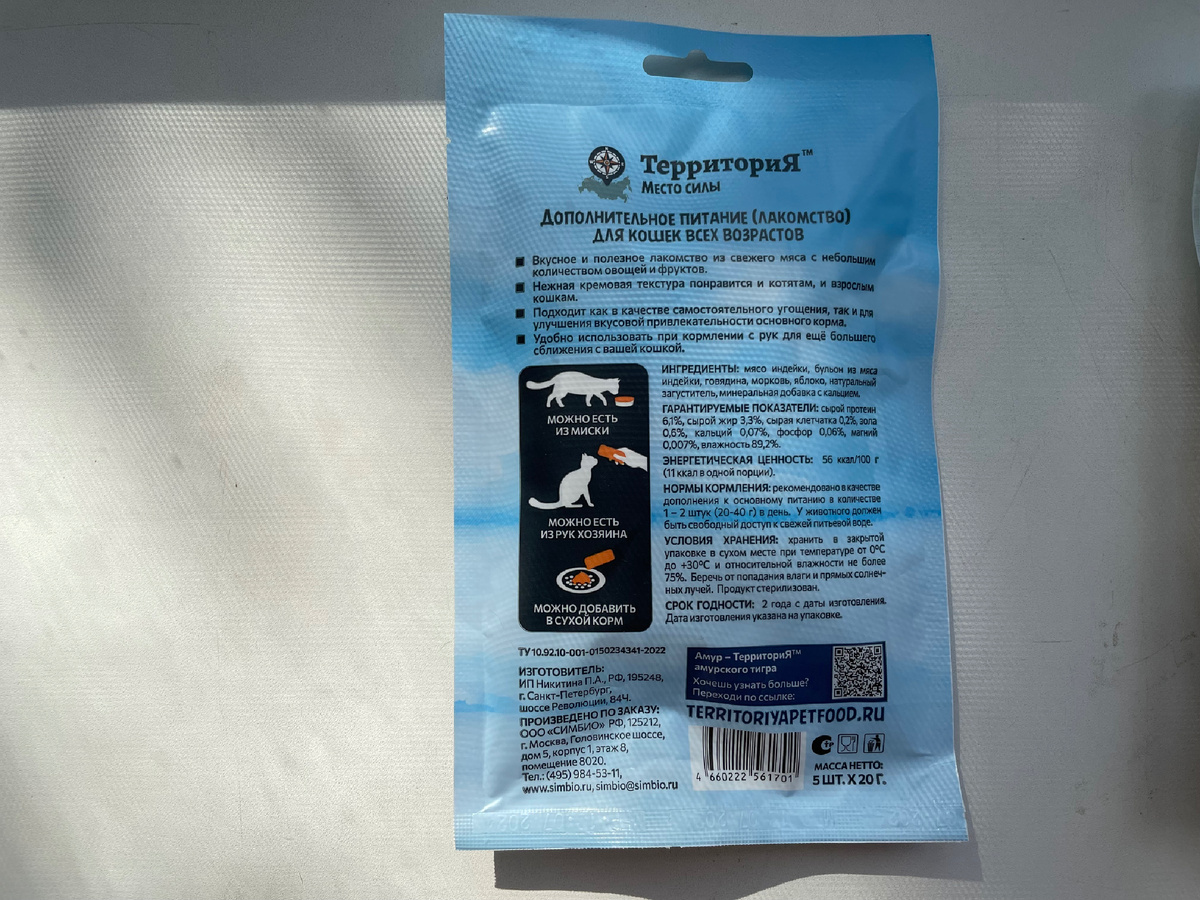 ТерриториЯ™
Место силы
Дополнительное питание (лакомство)
для кошек всех возрастов
Вкусное и полезное лакомство из свежего мяса с небольшим
количеством овощей и фруктов.
Нежная кремовая текстура понравится и котятам, и взрослым
кошкам.
Подходит как в качестве самостоятельного угощения, так и для
улучшения вкусовой привлекательности основного корма.
Удобно использовать при кормлении с рук для ещё большего
сближения с вашей кошкой.
МОЖНО ЕСТЬ
ИЗ МИСКИ
МОЖНО ЕСТЬ
ИЗ РУК ХОЗЯИНА
МОЖНО ДОБАВИТЬ
В СУХОЙ КОРМ
ИНГРЕДИЕНТЫ: мясо индейки, бульон из мяса
индейки, говядина, морковь, яблоко, натуральный
загуститель, минеральная добавка с кальцием.
ГАРАНТИРУЕМЫЕ ПОКАЗАТЕЛИ: сырой протеин
6,1%, сырой жир 3,3%, сырая клетчатка 0,2%, зола
0,6%, кальций 0,07%, фосфор 0,06%, магний
0,007%, влажность 89,2%.
ЭНЕРГЕТИЧЕСКАЯ ЦЕННОСТЬ: 56 ккал/100 г
(11 ккал в одной порции).
НОРМЫ КОРМЛЕНИЯ: рекомендовано в качестве
дополнения к основному питанию в количестве
1 – 2 штук (20-40 г) в день. У животного должен
быть свободный доступ к свежей питьевой воде.
УСЛОВИЯ ХРАНЕНИЯ: хранить в закрытой
упаковке в сухом месте при температуре от 0°С
до +30°С и относительной влажности не более
75%. Беречь от попадания влаги и прямых солнеч-
ных лучей. Продукт стерилизован.
СРОК ГОДНОСТИ: 2 года с даты изготовления.
Дата изготовления указана на упаковке.
ТУ 10.92.10-001-0150234341-2022
ИЗГОТОВИТЕЛЬ:
ИП Никитина П.А., РФ, 195248,
г. Санкт-Петербург,
шоссе Революции, 84Ч.
ПРОИЗВЕДЕНО ПО ЗАКАЗУ:
ООО «СИМБИО» РФ, 125212,
г. Москва, Головинское шоссе,
дом 5, корпус 1, этаж 8,
помещение 8020.
Тел.: (495) 984-53-11,
www.simbio.ru, simbio@simbio.ru
Амур – ТерриториЯ™
амурского тигра
Хочешь узнать больше?
Переходи по ссылке:
TERRITORIYAPETFOOD.RU
4 660222 561701
МАССА НЕТТО:
5 ШТ. Х 20 Г.